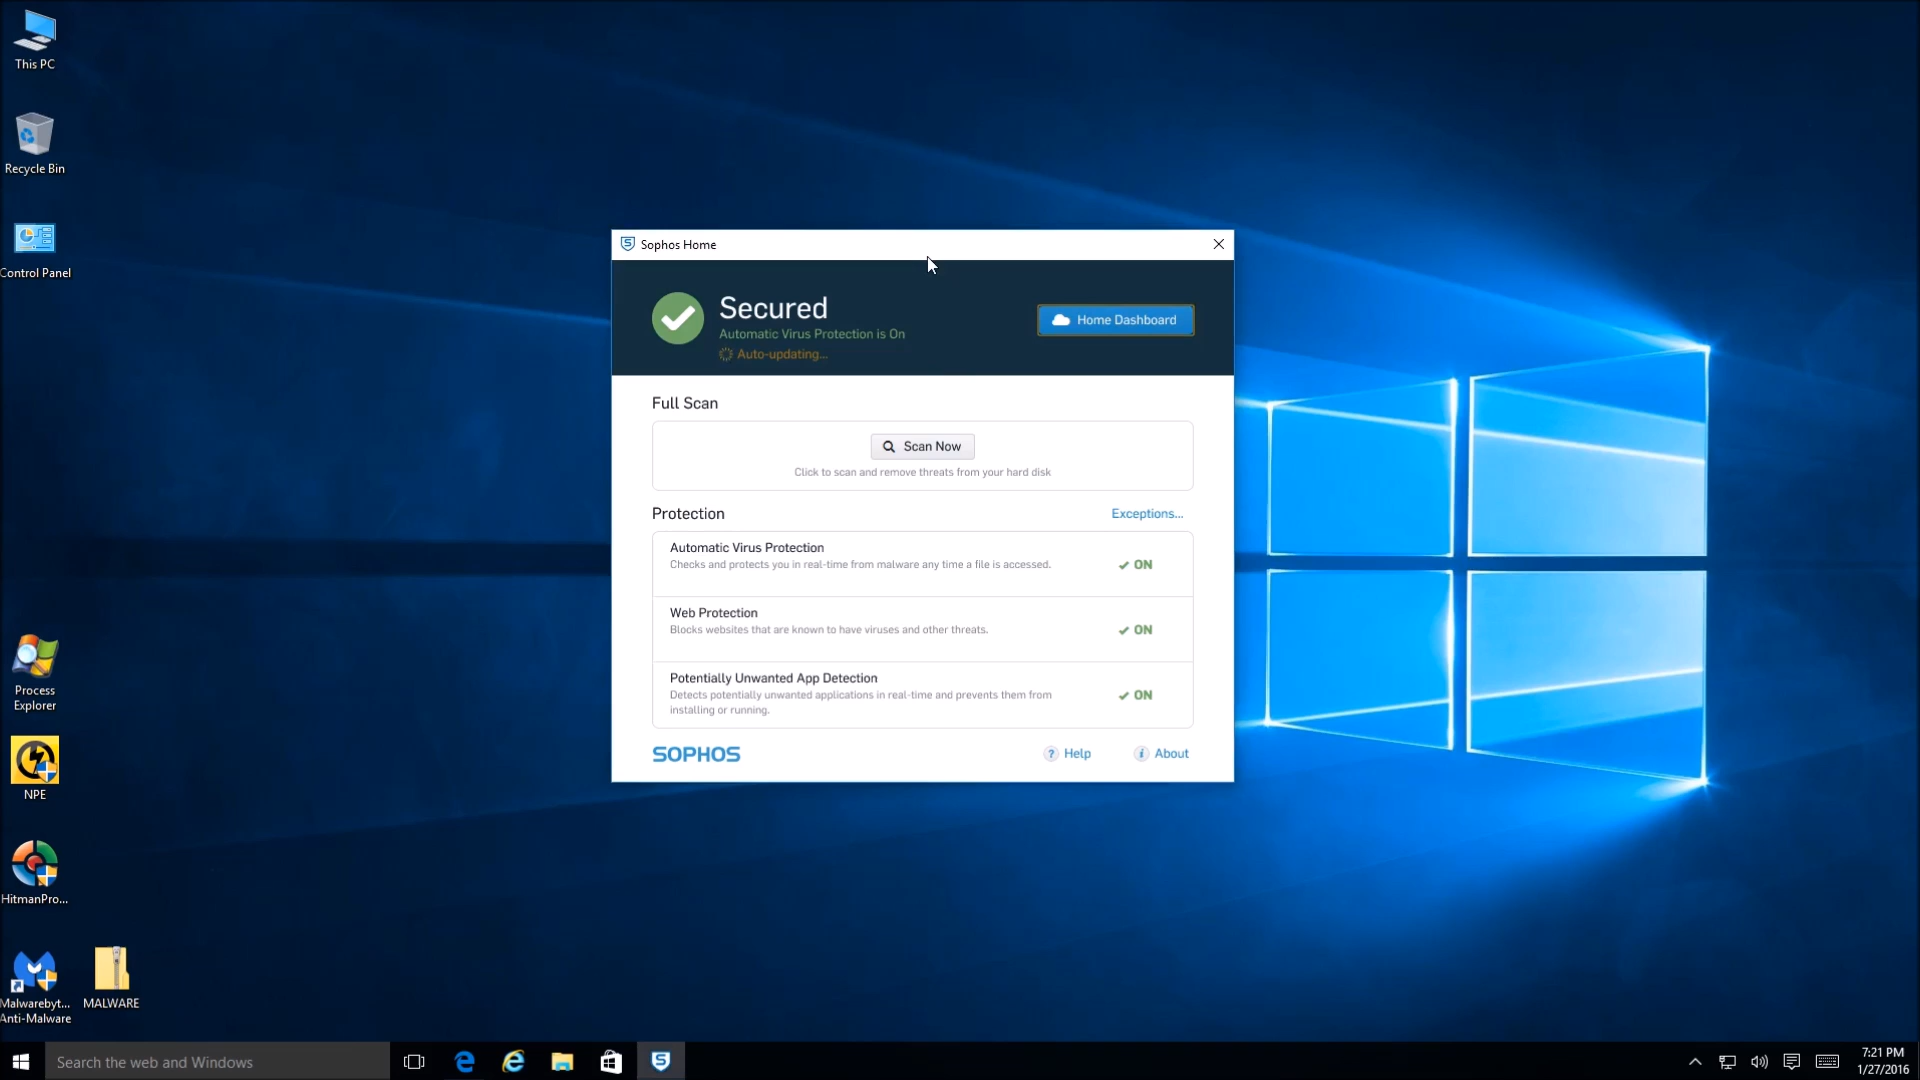 This PC
Recycle Bin
Control Panel
Process
Explorer
NPE
HitmanPro...
Malwarebyt...
Anti-Malware
MALWARE
Sophos Home
Secured
Automatic Virus Protection is On
Auto-updating...
Home Dashboard
Full Scan
Scan Now
Click to scan and remove threats from your hard disk
Protection
Exceptions...
Automatic Virus Protection
Checks and protects you in real-time from malware any time a file is accessed.
ON
Web Protection
Blocks websites that are known to have viruses and other threats.
ON
Potentially Unwanted App Detection
Detects potentially unwanted applications in real-time and prevents them from
installing or running.
ON
SOPHOS
Help
About
Search the web and Windows
7:21 PM
1/27/2016